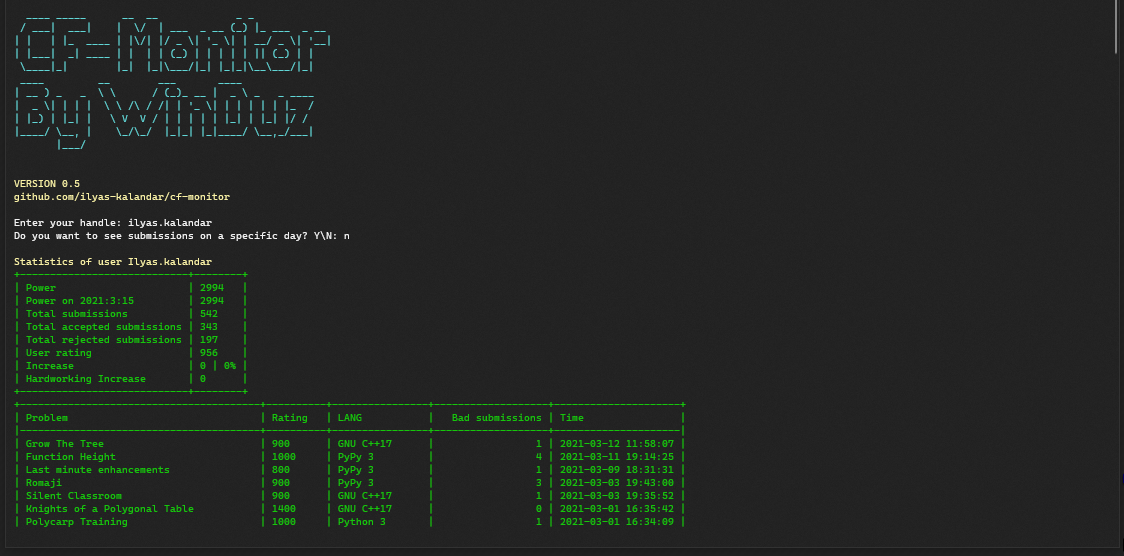 CF-Monitor
By WinDuz
VERSION 0.5
github.com/ilyas-kalandar/cf-monitor
Enter your handle: ilyas.kalandar
Do you want to see submissions on a specific day? Y\N: n
Statistics of user Ilyas.kalandar
Power | 2994
Power on 2021:3:15 | 2994
Total submissions | 542
Total accepted submissions | 343
Total rejected submissions | 197
User rating | 956
Increase | 0 | 0%
Hardworking Increase | 0
Problem | Rating | LANG | Bad submissions | Time
Grow The Tree | 900 | GNU C++17 | 1 | 2021-03-12 11:58:07
Function Height | 1000 | PyPy 3 | 4 | 2021-03-11 19:14:25
Last minute enhancements | 800 | PyPy 3 | 1 | 2021-03-09 18:31:31
Romaji | 900 | PyPy 3 | 3 | 2021-03-03 19:43:00
Silent Classroom | 900 | GNU C++17 | 1 | 2021-03-03 19:35:52
Knights of a Polygonal Table | 1400 | GNU C++17 | 0 | 2021-03-01 16:35:42
Polycarp Training | 1000 | Python 3 | 1 | 2021-03-01 16:34:09